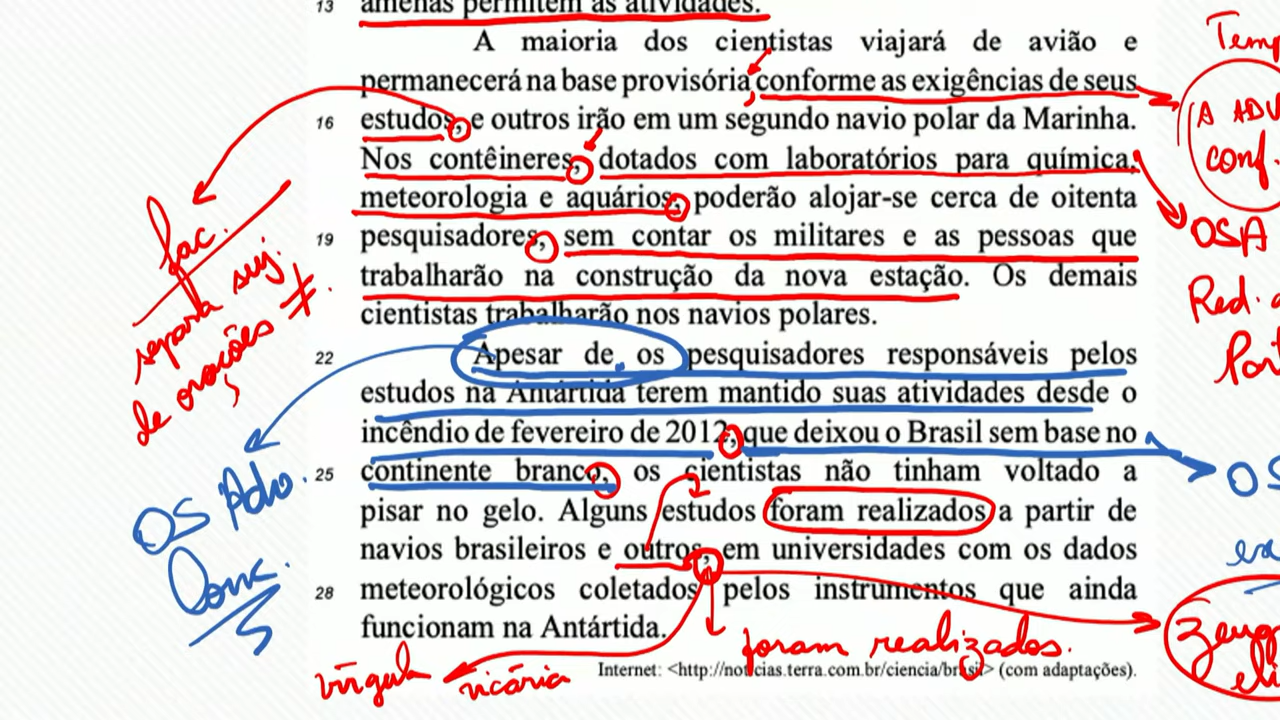 13 amenas permitem as atividades.
A maioria dos cientistas viajará de avião e
permanecerá na base provisória, conforme as exigências de seus
16 estudos, e outros irão em um segundo navio polar da Marinha.
Nos contêineres, dotados com laboratórios para química,
meteorologia e aquários, poderão alojar-se cerca de oitenta
19 pesquisadores, sem contar os militares e as pessoas que
trabalharão na construção da nova estação. Os demais
cientistas trabalharão nos navios polares.
22 Apesar de os pesquisadores responsáveis pelos
estudos na Antártida terem mantido suas atividades desde o
incêndio de fevereiro de 2012, que deixou o Brasil sem base no
25 continente branco, os cientistas não tinham voltado a
pisar no gelo. Alguns estudos foram realizados a partir de
navios brasileiros e outros, em universidades com os dados
28 meteorológicos coletados pelos instrumentos que ainda
funcionam na Antártida.
Internet: <http://noticias.terra.com.br/ciencia/brasil> (com adaptações).
fac.
separa suj.
de orações ≠
OS Adv.
Conc.
vírgula vicária
foram realizados.
Temp
A ADV
conf.
OSA
Red. 
Part
OS
ex
Zeug
eli